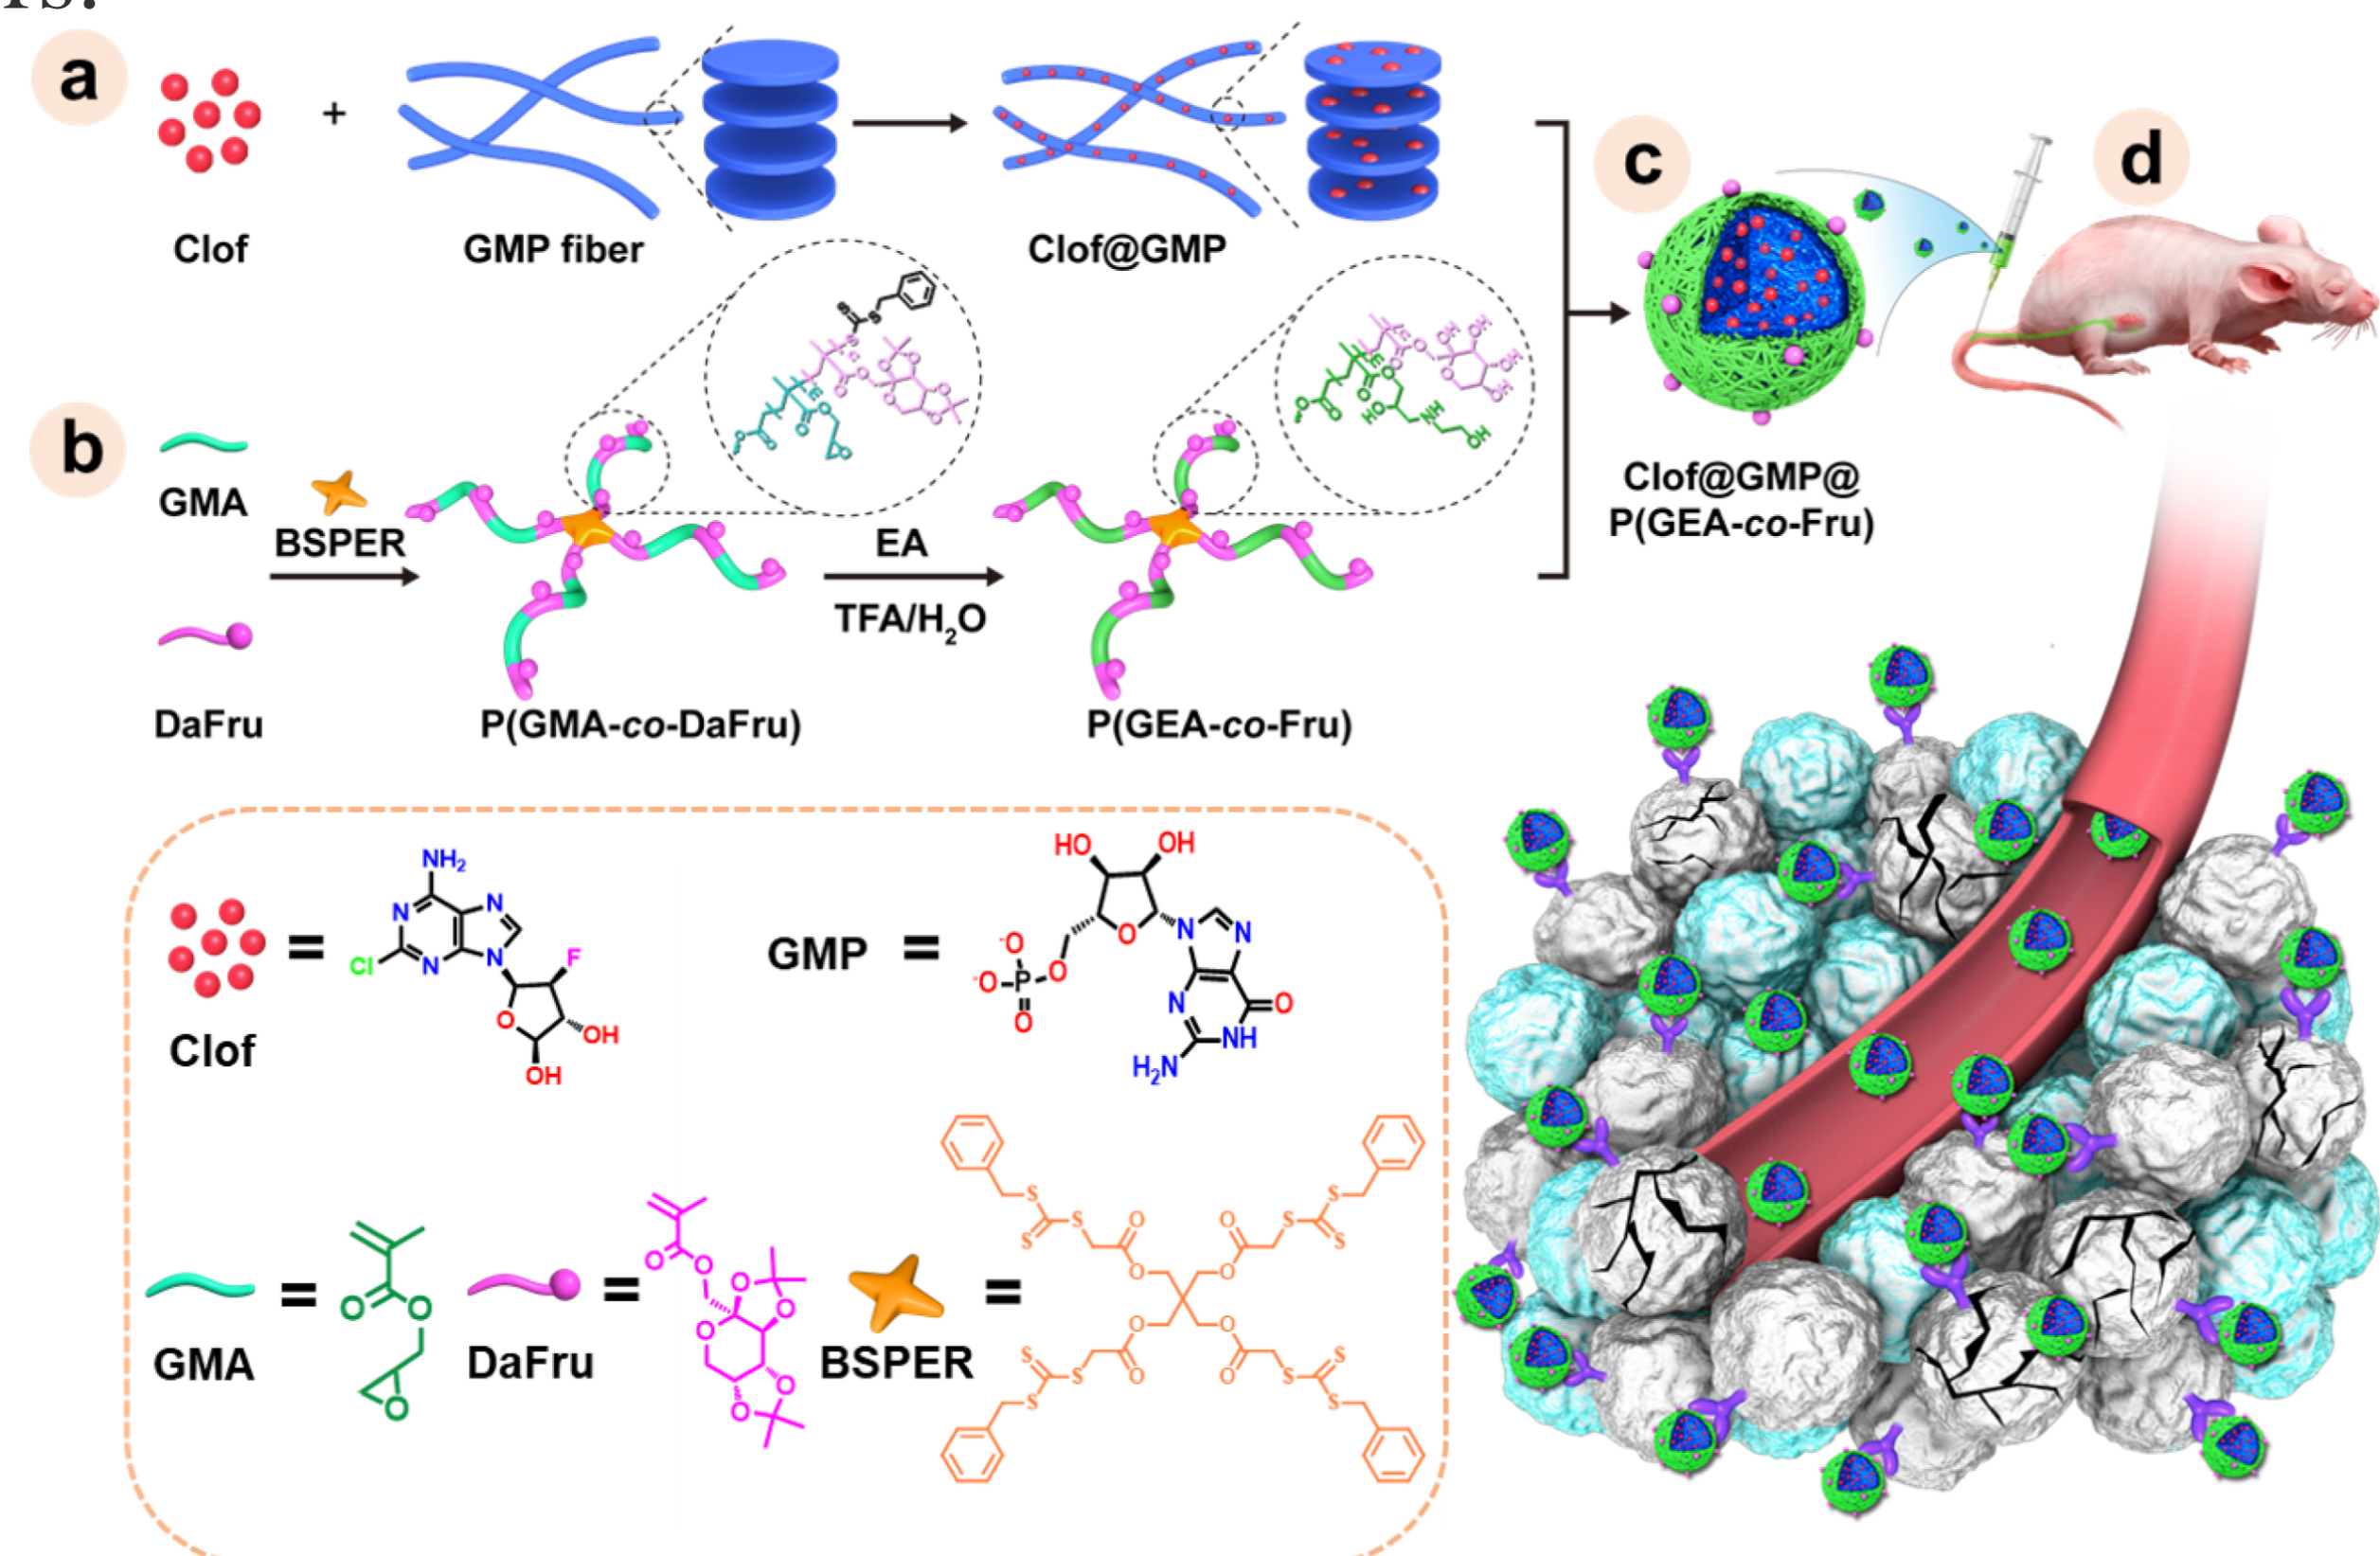 a
Clof
+
GMP fiber
Clof@GMP
b
GMA
DaFru
BSPER
P(GMA-co-DaFru)
EA
TFA/H₂O
P(GEA-co-Fru)
c
Clof@GMP@
P(GEA-co-Fru)
d
Clof
=
NH₂
N
N
N
N
Cl
F
O
OH
OH
GMP
=
HO
OH
O
⁻O
⁻O
P
O
O
N
N
N
O
NH
H₂N
GMA
=
O
O
O
DaFru
=
O
O
O
O
O
O
O
BSPER
=
S
S
S
O
O
S
S
S
O
O
S
S
S
O
O
S
S
S
O
O